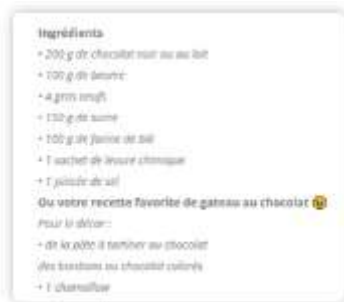 Ingrédients
• 200 g de chocolat noir ou au lait
• 100 g de beurre
• 4 gros oeufs
• 150 g de sucre
• 100 g de farine de blé
• 1 sachet de levure chimique
• 1 pincée de sel
Ou votre recette favorite de gateau au chocolat
Pour le décor :
• de la pâte à tartiner au chocolat
des bonbons au chocolat colorés
• 1 chamallow